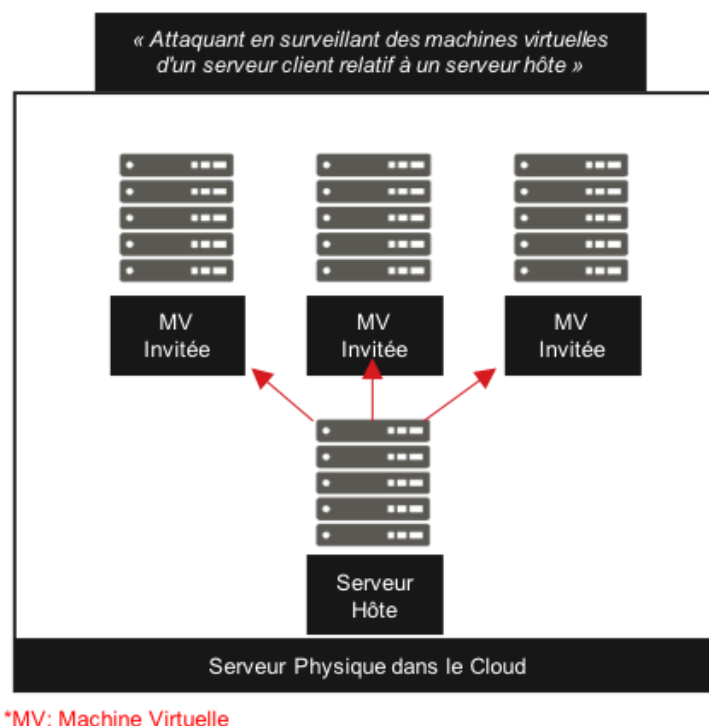 « Attaquant en surveillant des machines virtuelles
d'un serveur client relatif à un serveur hôte »
MV
Invitée
MV
Invitée
MV
Invitée
Serveur
Hôte
Serveur Physique dans le Cloud
*MV: Machine Virtuelle